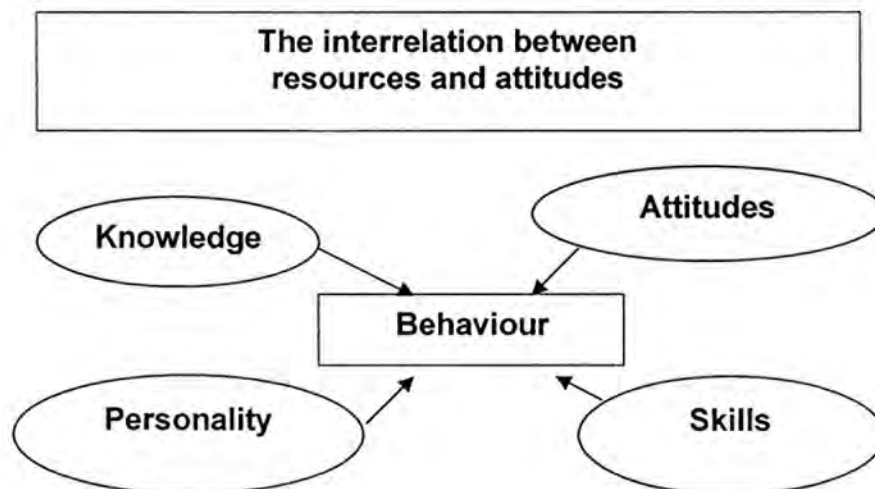 The interrelation between
resources and attitudes
Knowledge
Attitudes
Behaviour
Personality
Skills